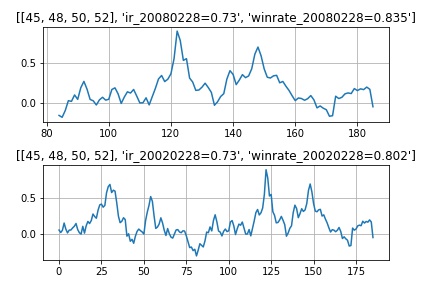 [[45, 48, 50, 52], 'ir_20080228=0.73', 'winrate_20080228=0.835']
0.5
0.0
80 100 120 140 160 180
[[45, 48, 50, 52], 'ir_20020228=0.73', 'winrate_20020228=0.802']
0.5
0.0
0 25 50 75 100 125 150 175